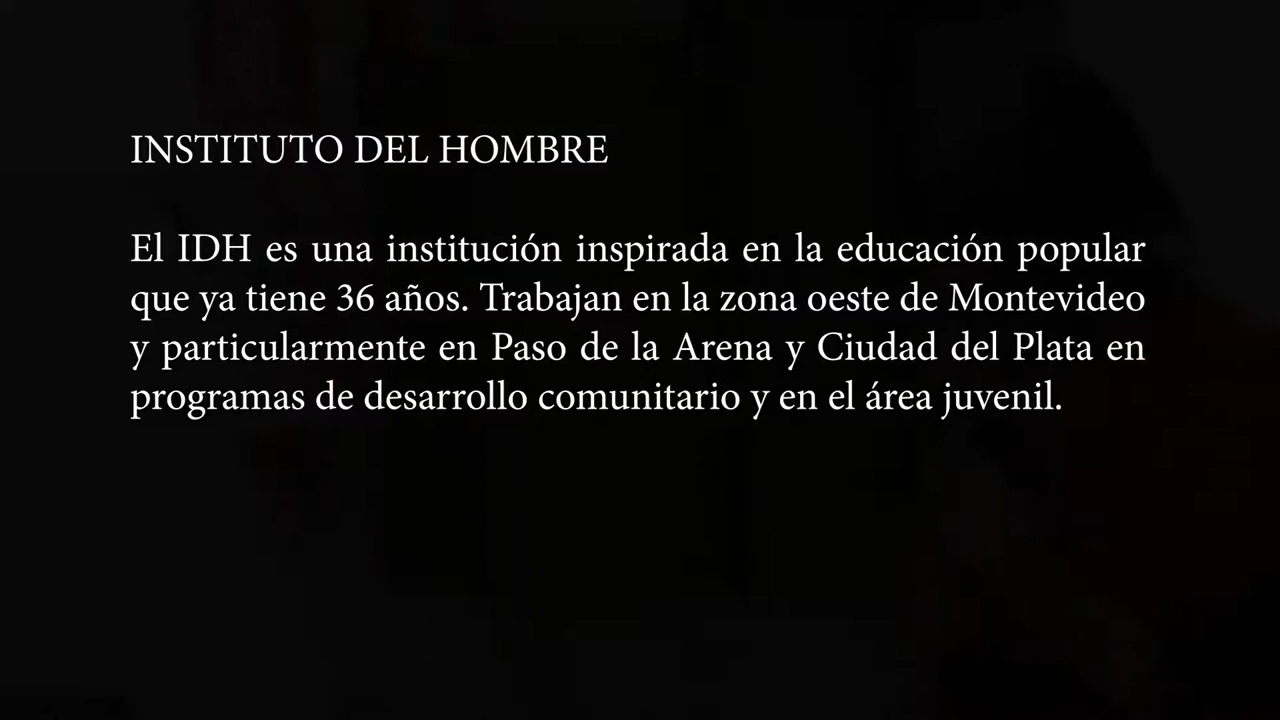 INSTITUTO DEL HOMBRE
El IDH es una institución inspirada en la educación popular
que ya tiene 36 años. Trabajan en la zona oeste de Montevideo
y particularmente en Paso de la Arena y Ciudad del Plata en
programas de desarrollo comunitario y en el área juvenil.